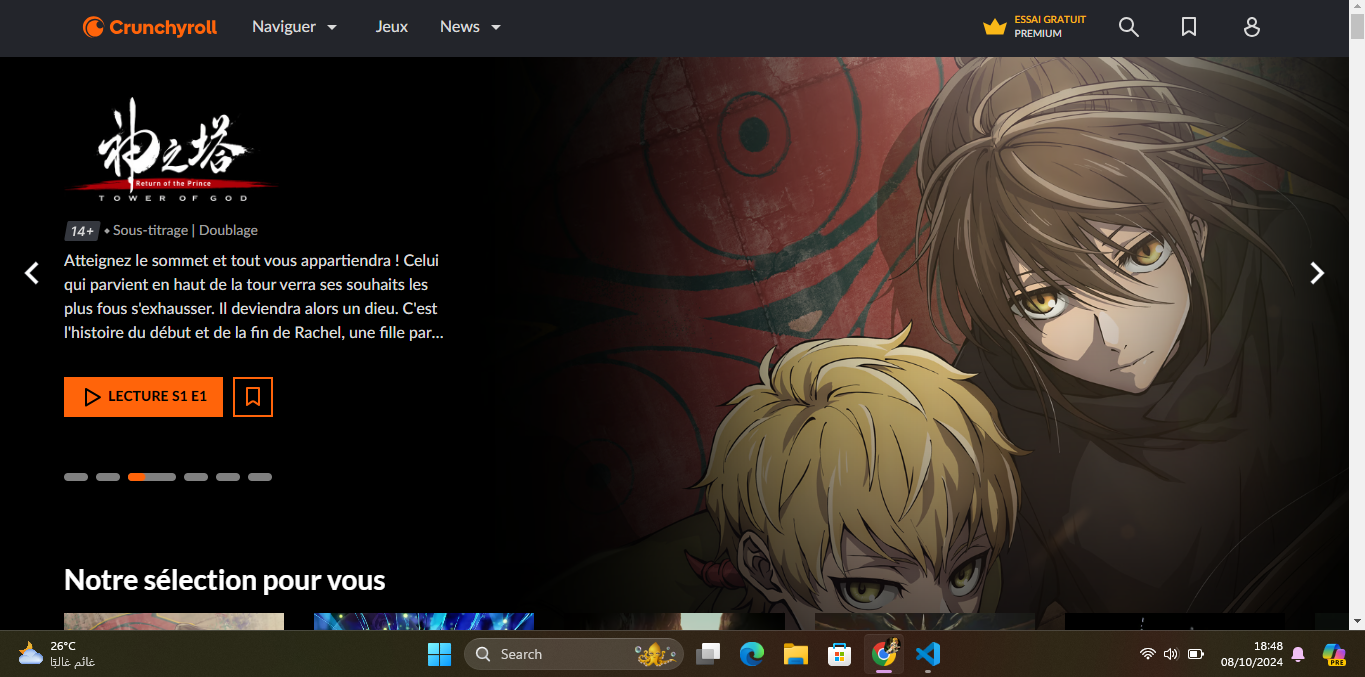 Crunchyroll
Naviguer
Jeux
News
ESSAI GRATUIT
PREMIUM
神之塔
Return of the Prince
TOWER OF GOD
14+ ◆ Sous-titrage | Doublage
Atteignez le sommet et tout vous appartiendra ! Celui
qui parvient en haut de la tour verra ses souhaits les
plus fous s'exhausser. Il deviendra alors un dieu. C'est
l'histoire du début et de la fin de Rachel, une fille par...
LECTURE S1 E1
Notre sélection pour vous
26°C
غائم غالبًا
Search
18:48
08/10/2024
PRE